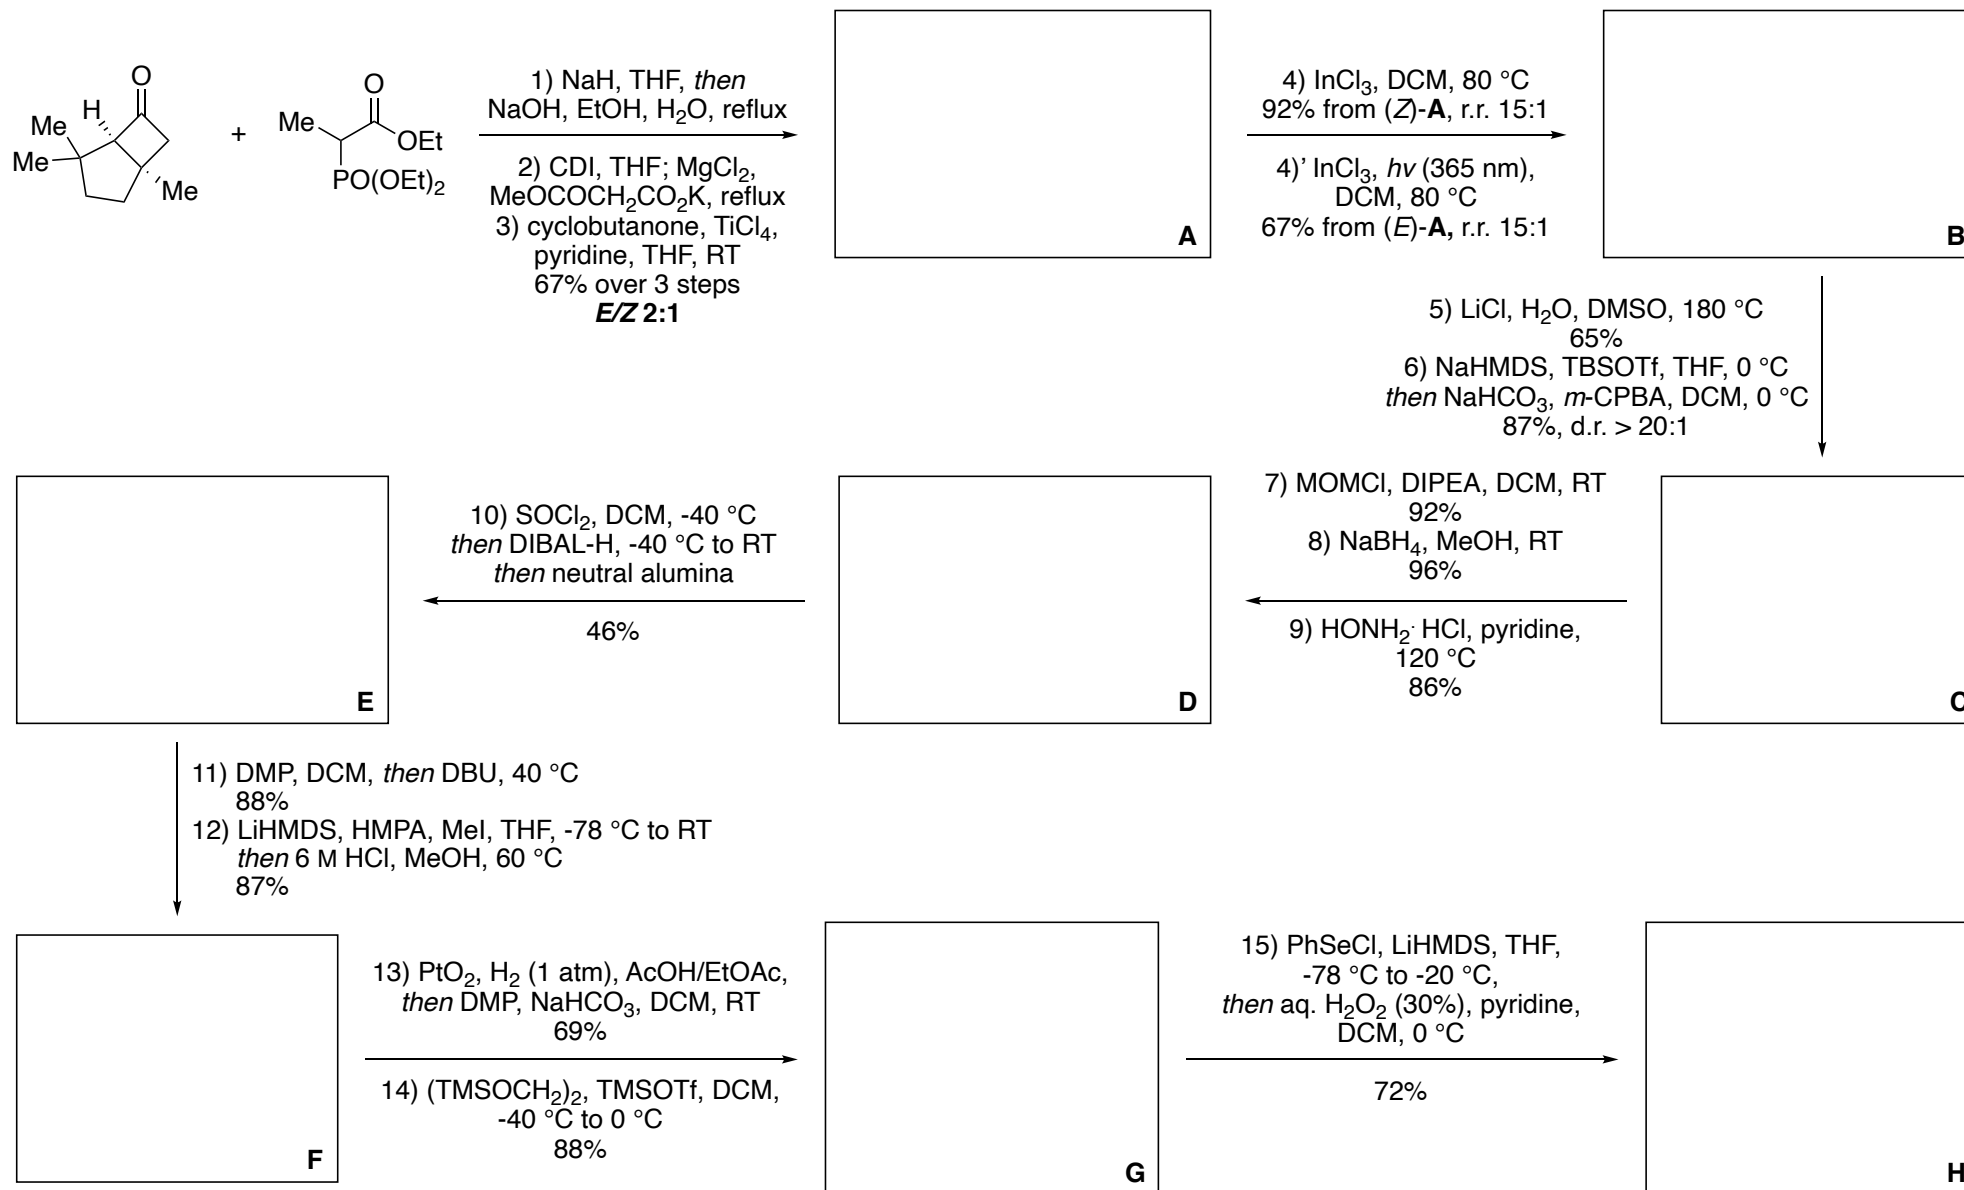 O
H
Me
Me
Me
+
Me
O
OEt
PO(OEt)2
1) NaH, THF, then
NaOH, EtOH, H2O, reflux
2) CDI, THF; MgCl2,
MeOCOCH2CO2K, reflux
3) cyclobutanone, TiCl4,
pyridine, THF, RT
67% over 3 steps
E/Z 2:1
A
4) InCl3, DCM, 80 °C
92% from (Z)-A, r.r. 15:1
4)' InCl3, hv (365 nm),
DCM, 80 °C
67% from (E)-A, r.r. 15:1
B
5) LiCl, H2O, DMSO, 180 °C
65%
6) NaHMDS, TBSOTf, THF, 0 °C
then NaHCO3, m-CPBA, DCM, 0 °C
87%, d.r. > 20:1
C
7) MOMCl, DIPEA, DCM, RT
92%
8) NaBH4, MeOH, RT
96%
9) HONH2· HCl, pyridine,
120 °C
86%
D
10) SOCl2, DCM, -40 °C
then DIBAL-H, -40 °C to RT
then neutral alumina
46%
E
11) DMP, DCM, then DBU, 40 °C
88%
12) LiHMDS, HMPA, MeI, THF, -78 °C to RT
then 6 M HCl, MeOH, 60 °C
87%
F
13) PtO2, H2 (1 atm), AcOH/EtOAc,
then DMP, NaHCO3, DCM, RT
69%
14) (TMSOCH2)2, TMSOTf, DCM,
-40 °C to 0 °C
88%
G
15) PhSeCl, LiHMDS, THF,
-78 °C to -20 °C,
then aq. H2O2 (30%), pyridine,
DCM, 0 °C
72%
H